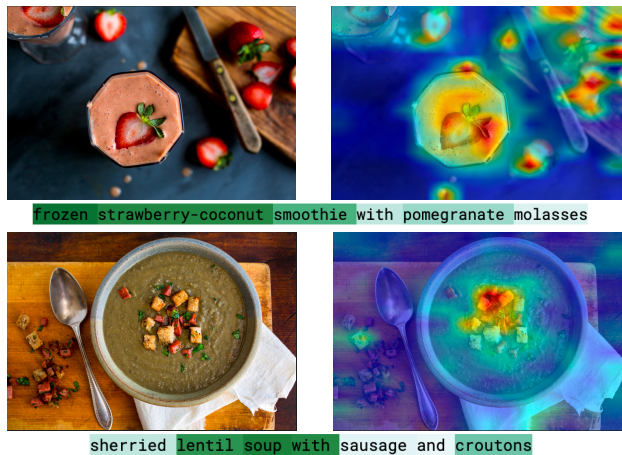 frozen strawberry-coconut smoothie with pomegranate molasses
sherried lentil soup with sausage and croutons